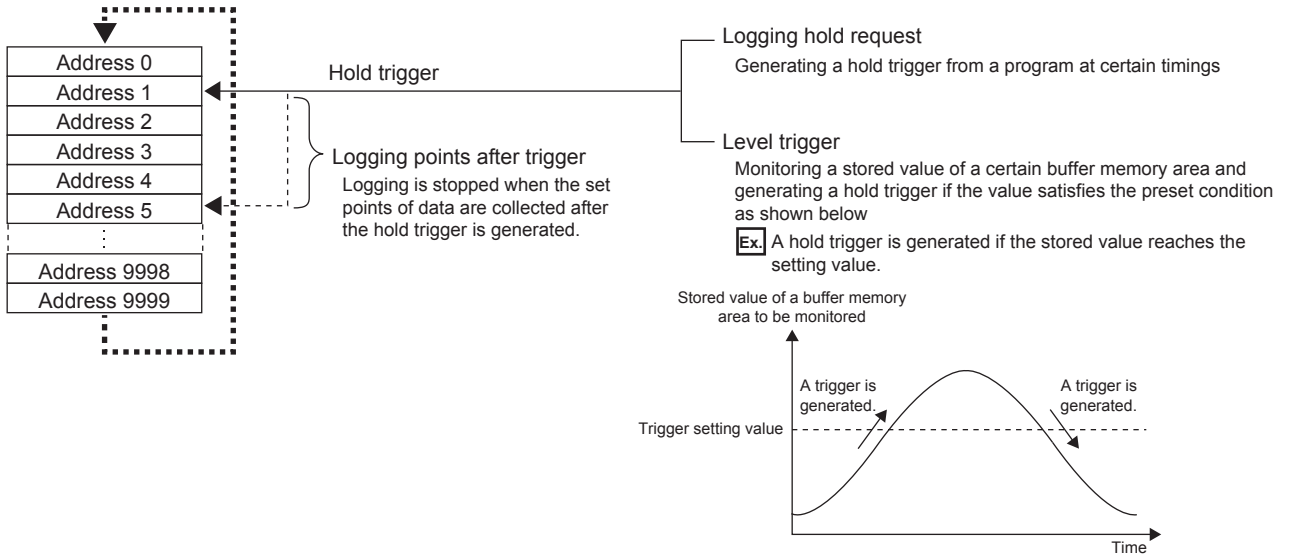 Address 0
Address 1
Address 2
Address 3
Address 4
Address 5
Address 9998
Address 9999
Hold trigger
Logging points after trigger
Logging is stopped when the set
points of data are collected after
the hold trigger is generated.
Logging hold request
Generating a hold trigger from a program at certain timings
Level trigger
Monitoring a stored value of a certain buffer memory area and
generating a hold trigger if the value satisfies the preset condition
as shown below
Ex. A hold trigger is generated if the stored value reaches the
setting value.
Stored value of a buffer memory
area to be monitored
A trigger is
generated.
A trigger is
generated.
Trigger setting value
Time